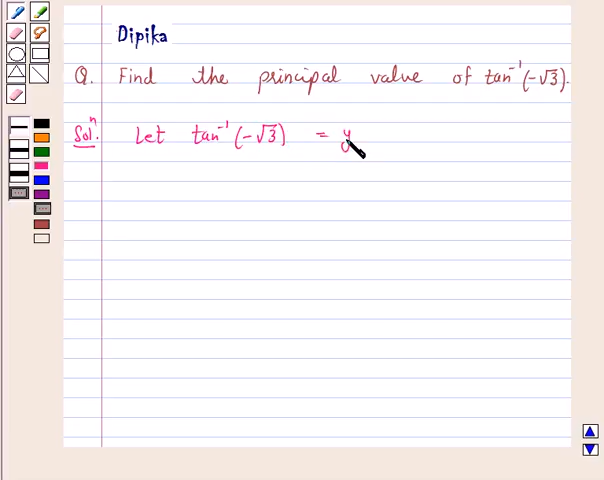 Dipika
Q. Find the principal value of tan⁻¹(-√3).
Solⁿ. Let tan⁻¹(-√3) = y